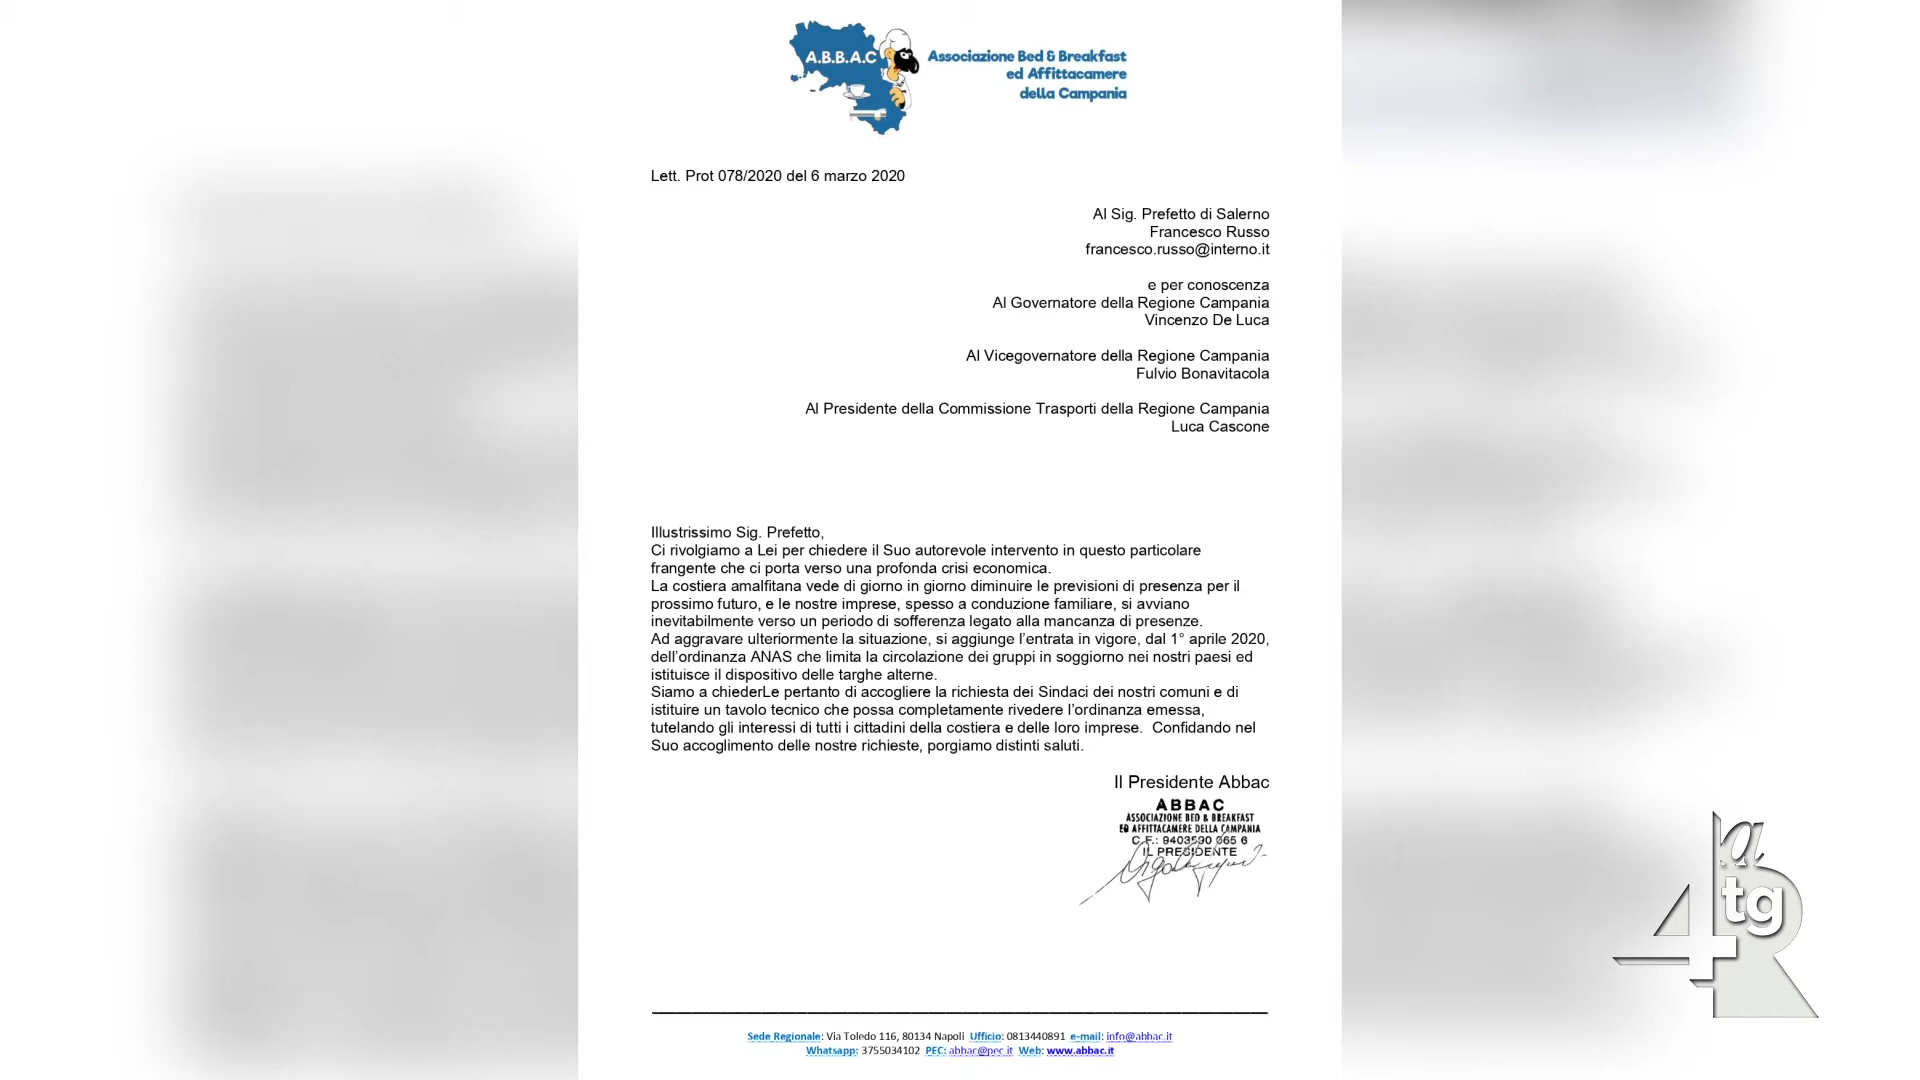 A.B.B.A.C
Associazione Bed & Breakfast
ed Affittacamere
della Campania
Lett. Prot 078/2020 del 6 marzo 2020
Al Sig. Prefetto di Salerno
Francesco Russo
francesco.russo@interno.it
e per conoscenza
Al Governatore della Regione Campania
Vincenzo De Luca
Al Vicegovernatore della Regione Campania
Fulvio Bonavitacola
Al Presidente della Commissione Trasporti della Regione Campania
Luca Cascone
Illustrissimo Sig. Prefetto,
Ci rivolgiamo a Lei per chiedere il Suo autorevole intervento in questo particolare
frangente che ci porta verso una profonda crisi economica.
La costiera amalfitana vede di giorno in giorno diminuire le previsioni di presenza per il
prossimo futuro, e le nostre imprese, spesso a conduzione familiare, si avviano
inevitabilmente verso un periodo di sofferenza legato alla mancanza di presenze.
Ad aggravare ulteriormente la situazione, si aggiunge l'entrata in vigore, dal 1° aprile 2020,
dell'ordinanza ANAS che limita la circolazione dei gruppi in soggiorno nei nostri paesi ed
istituisce il dispositivo delle targhe alterne.
Siamo a chiederLe pertanto di accogliere la richiesta dei Sindaci dei nostri comuni e di
istituire un tavolo tecnico che possa completamente rivedere l'ordinanza emessa,
tutelando gli interessi di tutti i cittadini della costiera e delle loro imprese.  Confidando nel
Suo accoglimento delle nostre richieste, porgiamo distinti saluti.
Il Presidente Abbac
ABBAC
ASSOCIAZIONE BED & BREAKFAST
ED AFFITTACAMERE DELLA CAMPANIA
C.F.: 9403590 065 6
IL PRESIDENTE
a
tg
4R
Sede Regionale: Via Toledo 116, 80134 Napoli  Ufficio: 0813440891  e-mail: info@abbac.it
Whatsapp: 3755034102  PEC: abbac@pec.it  Web: www.abbac.it